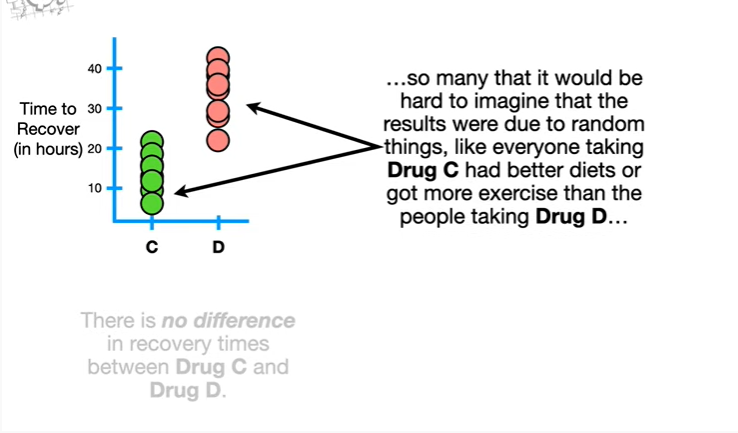 40
30
20
10
Time to
Recover
(in hours)
C
D
…so many that it would be
hard to imagine that the
results were due to random
things, like everyone taking
Drug C had better diets or
got more exercise than the
people taking Drug D…
There is no difference
in recovery times
between Drug C and
Drug D.